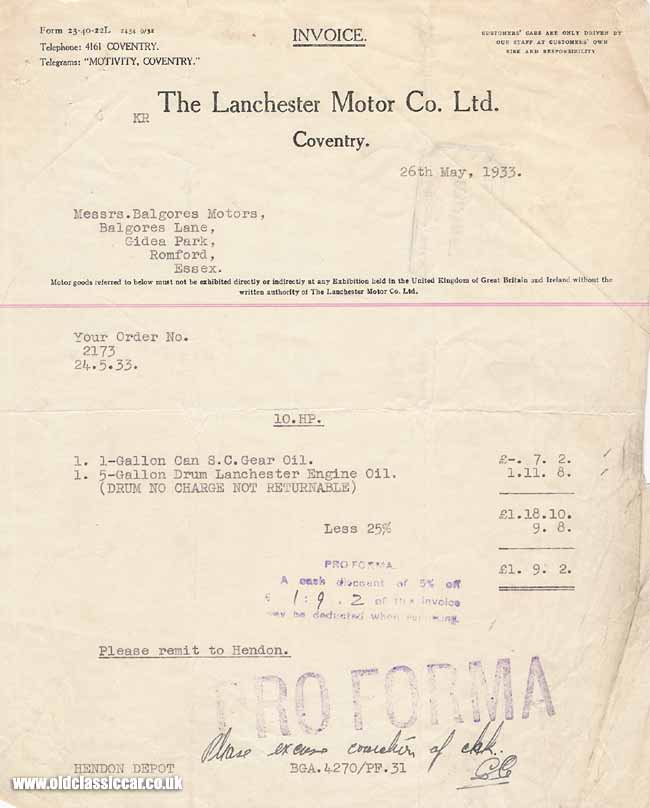 Form 23-40-22L 2434 9/32
Telephone: 4161 COVENTRY.
Telegrams: "MOTIVITY, COVENTRY."
INVOICE.
CUSTOMERS' CARS ARE ONLY DRIVEN BY
OUR STAFF AT CUSTOMERS' OWN
RISK AND RESPONSIBILITY
The Lanchester Motor Co. Ltd.
KR
Coventry.
26th May, 1933.
Messrs.Balgores Motors,
Balgores Lane,
Gidea Park,
Romford,
Essex.
Motor goods referred to below must not be exhibited directly or indirectly at any Exhibition held in the United Kingdom of Great Britain and Ireland without the
written authority of The Lanchester Motor Co. Ltd.
Your Order No.
2173
24.5.33.
10.HP.
1. 1-Gallon Can S.C.Gear Oil. £-. 7. 2.
1. 5-Gallon Drum Lanchester Engine Oil. 1.11. 8.
(DRUM NO CHARGE NOT RETURNABLE)
£1.18.10.
Less 25% 9. 8.
£1. 9. 2.
PRO FORMA
A cash discount of 5% off
£ 1:9.2 of this invoice
may be deducted when remitting.
Please remit to Hendon.
PRO FORMA
Please excuse correction of
HENDON DEPOT BGA.4270/PF.31
www.oldclassiccar.co.uk